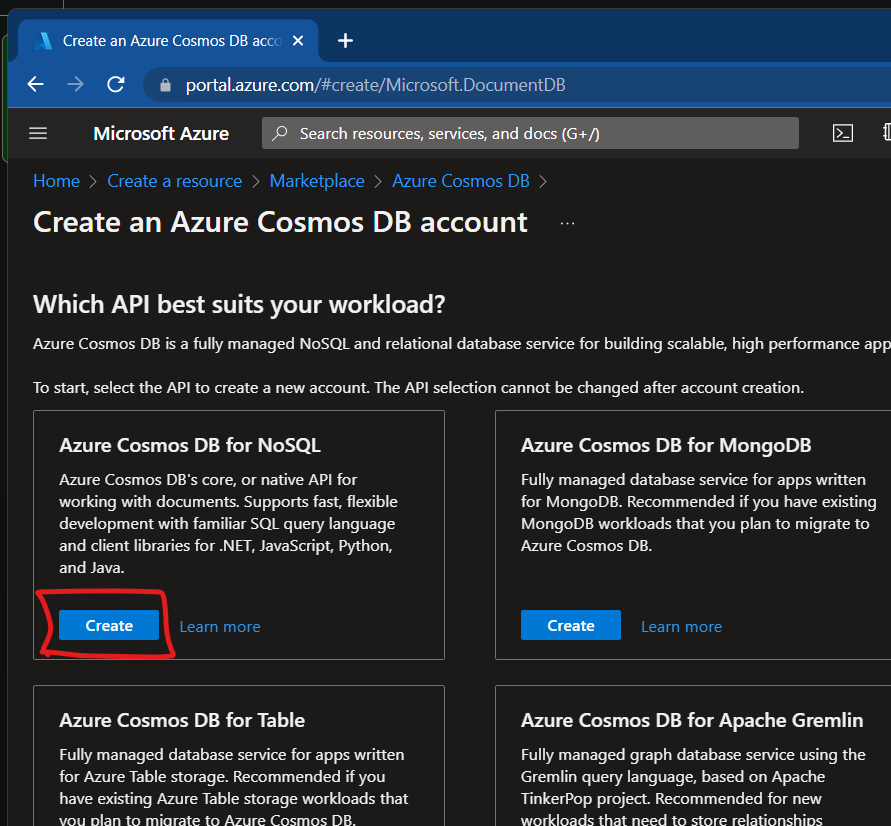 Create an Azure Cosmos DB acco
portal.azure.com/#create/Microsoft.DocumentDB
Microsoft Azure
Search resources, services, and docs (G+/)
Home > Create a resource > Marketplace > Azure Cosmos DB >
Create an Azure Cosmos DB account ...
Which API best suits your workload?
Azure Cosmos DB is a fully managed NoSQL and relational database service for building scalable, high performance app
To start, select the API to create a new account. The API selection cannot be changed after account creation.
Azure Cosmos DB for NoSQL
Azure Cosmos DB's core, or native API for
working with documents. Supports fast, flexible
development with familiar SQL query language
and client libraries for .NET, JavaScript, Python,
and Java.
Create
Learn more
Azure Cosmos DB for MongoDB
Fully managed database service for apps written
for MongoDB. Recommended if you have existing
MongoDB workloads that you plan to migrate to
Azure Cosmos DB.
Create
Learn more
Azure Cosmos DB for Table
Fully managed database service for apps written
for Azure Table storage. Recommended if you
have existing Azure Table storage workloads that
you plan to migrate to Azure Cosmos DB.
Azure Cosmos DB for Apache Gremlin
Fully managed graph database service using the
Gremlin query language, based on Apache
TinkerPop project. Recommended for new
workloads that need to store relationships